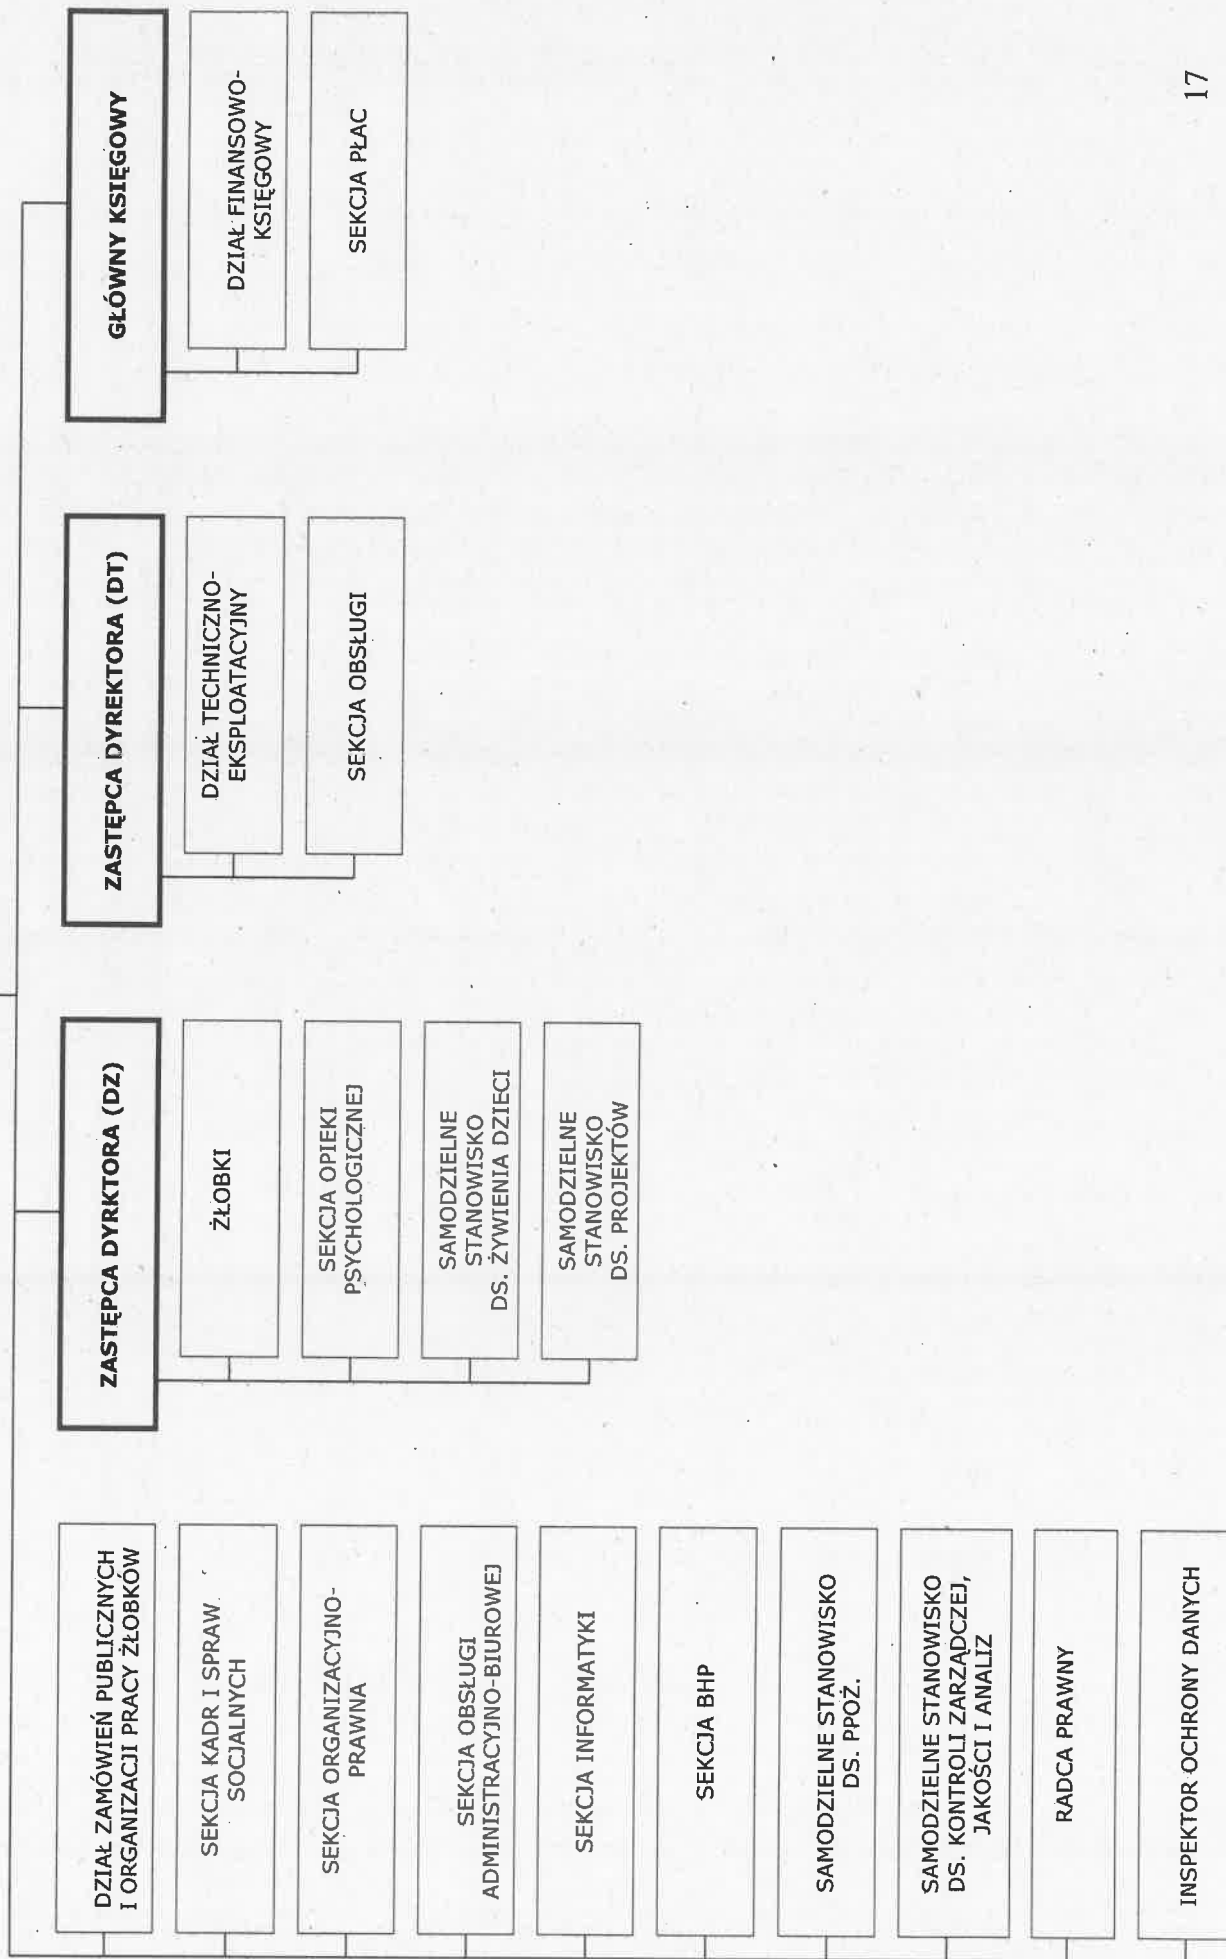 DZIAŁ ZAMÓWIEŃ PUBLICZNYCH
I ORGANIZACJI PRACY ŻŁOBKÓW
SEKCJA KADR I SPRAW
SOCJALNYCH
SEKCJA ORGANIZACYJNO-
PRAWNA
SEKCJA OBSŁUGI
ADMINISTRACYJNO-BIUROWEJ
SEKCJA INFORMATYKI
SEKCJA BHP
SAMODZIELNE STANOWISKO
DS. PPOŻ.
SAMODZIELNE STANOWISKO
DS. KONTROLI ZARZĄDCZEJ,
JAKOŚCI I ANALIZ
RADCA PRAWNY
INSPEKTOR OCHRONY DANYCH
ZASTĘPCA DYRKTORA (DZ)
ŻŁOBKI
SEKCJA OPIEKI
PSYCHOLOGICZNEJ
SAMODZIELNE
STANOWISKO
DS. ŻYWIENIA DZIECI
SAMODZIELNE
STANOWISKO
DS. PROJEKTÓW
ZASTĘPCA DYREKTORA (DT)
DZIAŁ TECHNICZNO-
EKSPLOATACYJNY
SEKCJA OBSŁUGI
GŁÓWNY KSIĘGOWY
DZIAŁ FINANSOWO-
KSIĘGOWY
SEKCJA PŁAC
17